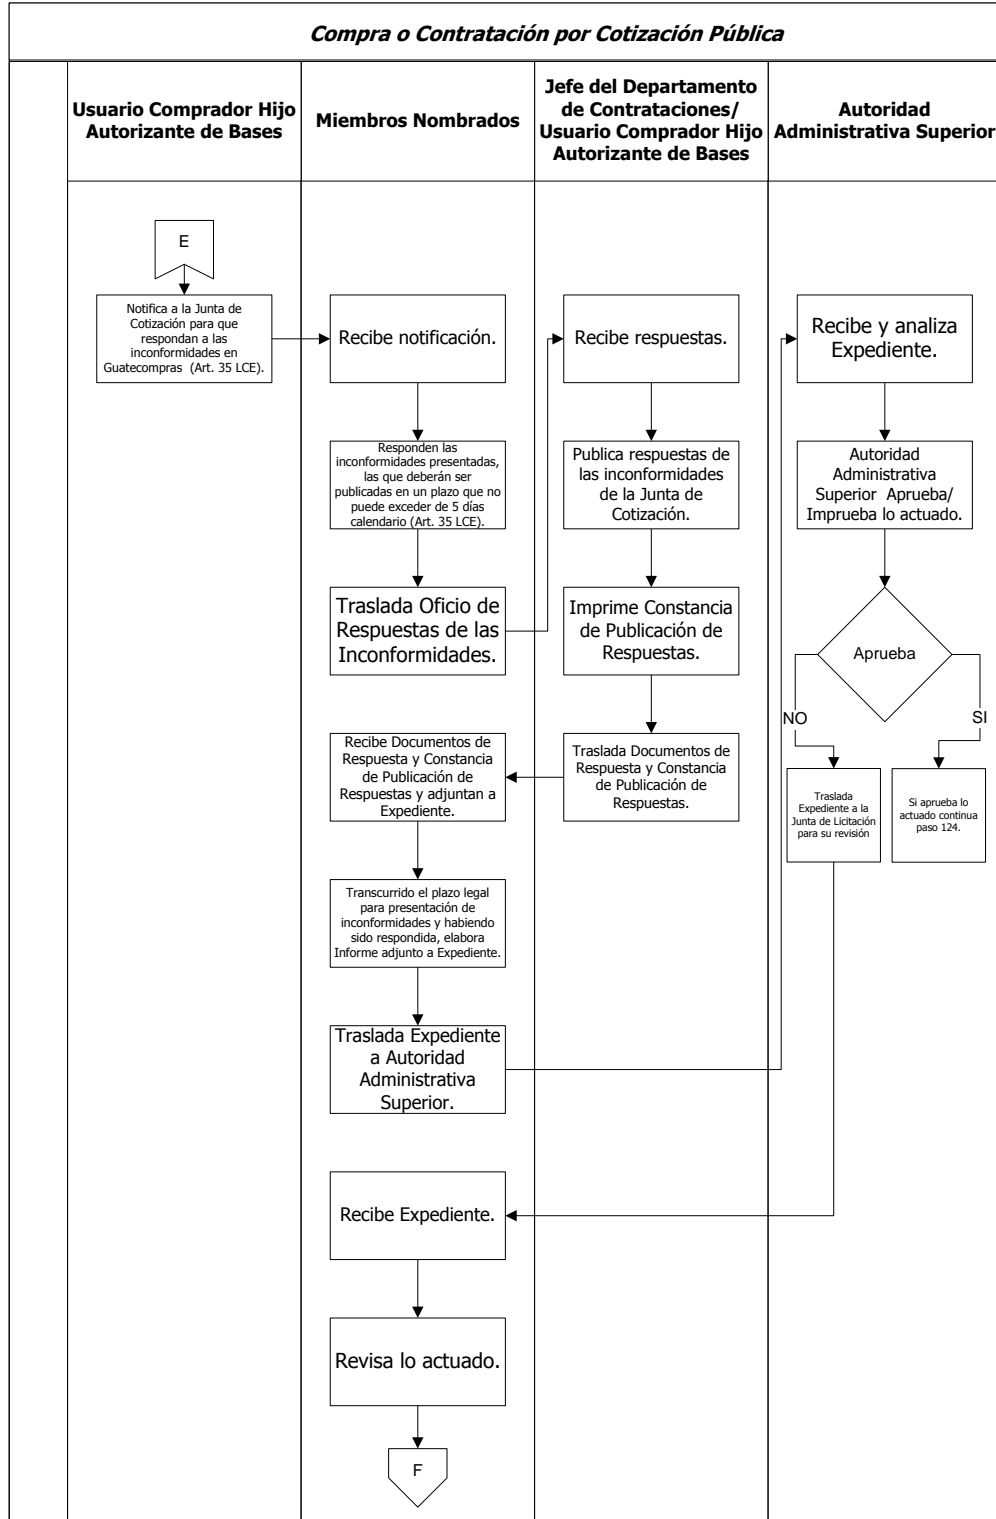 Compra o Contratación por Cotización Pública
Usuario Comprador Hijo
Autorizante de Bases
Miembros Nombrados
Jefe del Departamento
de Contrataciones/
Usuario Comprador Hijo
Autorizante de Bases
Autoridad
Administrativa Superior
E
Notifica a la Junta de
Cotización para que
respondan a las
inconformidades en
Guatecompras (Art. 35 LCE).
Recibe notificación.
Recibe respuestas.
Recibe y analiza
Expediente.
Responden las
inconformidades presentadas,
las que deberán ser
publicadas en un plazo que no
puede exceder de 5 días
calendario (Art. 35 LCE).
Publica respuestas de
las inconformidades
de la Junta de
Cotización.
Autoridad
Administrativa
Superior Aprueba/
Imprueba lo actuado.
Traslada Oficio de
Respuestas de las
Inconformidades.
Imprime Constancia
de Publicación de
Respuestas.
Aprueba
NO
SI
Recibe Documentos de
Respuesta y Constancia
de Publicación de
Respuestas y adjuntan a
Expediente.
Traslada Documentos de
Respuesta y Constancia
de Publicación de
Respuestas.
Traslada
Expediente a la
Junta de Licitación
para su revisión
Si aprueba lo
actuado continua
paso 124.
Transcurrido el plazo legal
para presentación de
inconformidades y habiendo
sido respondida, elabora
Informe adjunto a Expediente.
Traslada Expediente
a Autoridad
Administrativa
Superior.
Recibe Expediente.
Revisa lo actuado.
F